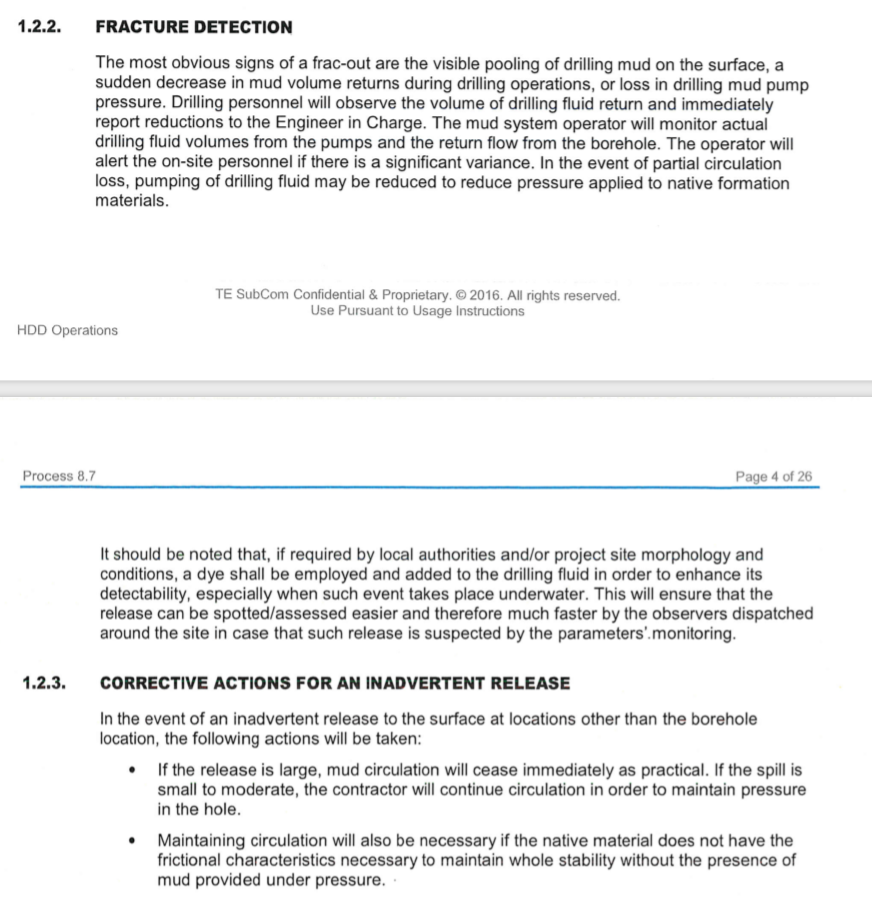 1.2.2. FRACTURE DETECTION
The most obvious signs of a frac-out are the visible pooling of drilling mud on the surface, a
sudden decrease in mud volume returns during drilling operations, or loss in drilling mud pump
pressure. Drilling personnel will observe the volume of drilling fluid return and immediately
report reductions to the Engineer in Charge. The mud system operator will monitor actual
drilling fluid volumes from the pumps and the return flow from the borehole. The operator will
alert the on-site personnel if there is a significant variance. In the event of partial circulation
loss, pumping of drilling fluid may be reduced to reduce pressure applied to native formation
materials.
TE SubCom Confidential & Proprietary. © 2016. All rights reserved.
Use Pursuant to Usage Instructions
HDD Operations
Process 8.7 Page 4 of 26
It should be noted that, if required by local authorities and/or project site morphology and
conditions, a dye shall be employed and added to the drilling fluid in order to enhance its
detectability, especially when such event takes place underwater. This will ensure that the
release can be spotted/assessed easier and therefore much faster by the observers dispatched
around the site in case that such release is suspected by the parameters' monitoring.
1.2.3. CORRECTIVE ACTIONS FOR AN INADVERTENT RELEASE
In the event of an inadvertent release to the surface at locations other than the borehole
location, the following actions will be taken:
• If the release is large, mud circulation will cease immediately as practical. If the spill is
small to moderate, the contractor will continue circulation in order to maintain pressure
in the hole.
• Maintaining circulation will also be necessary if the native material does not have the
frictional characteristics necessary to maintain whole stability without the presence of
mud provided under pressure.